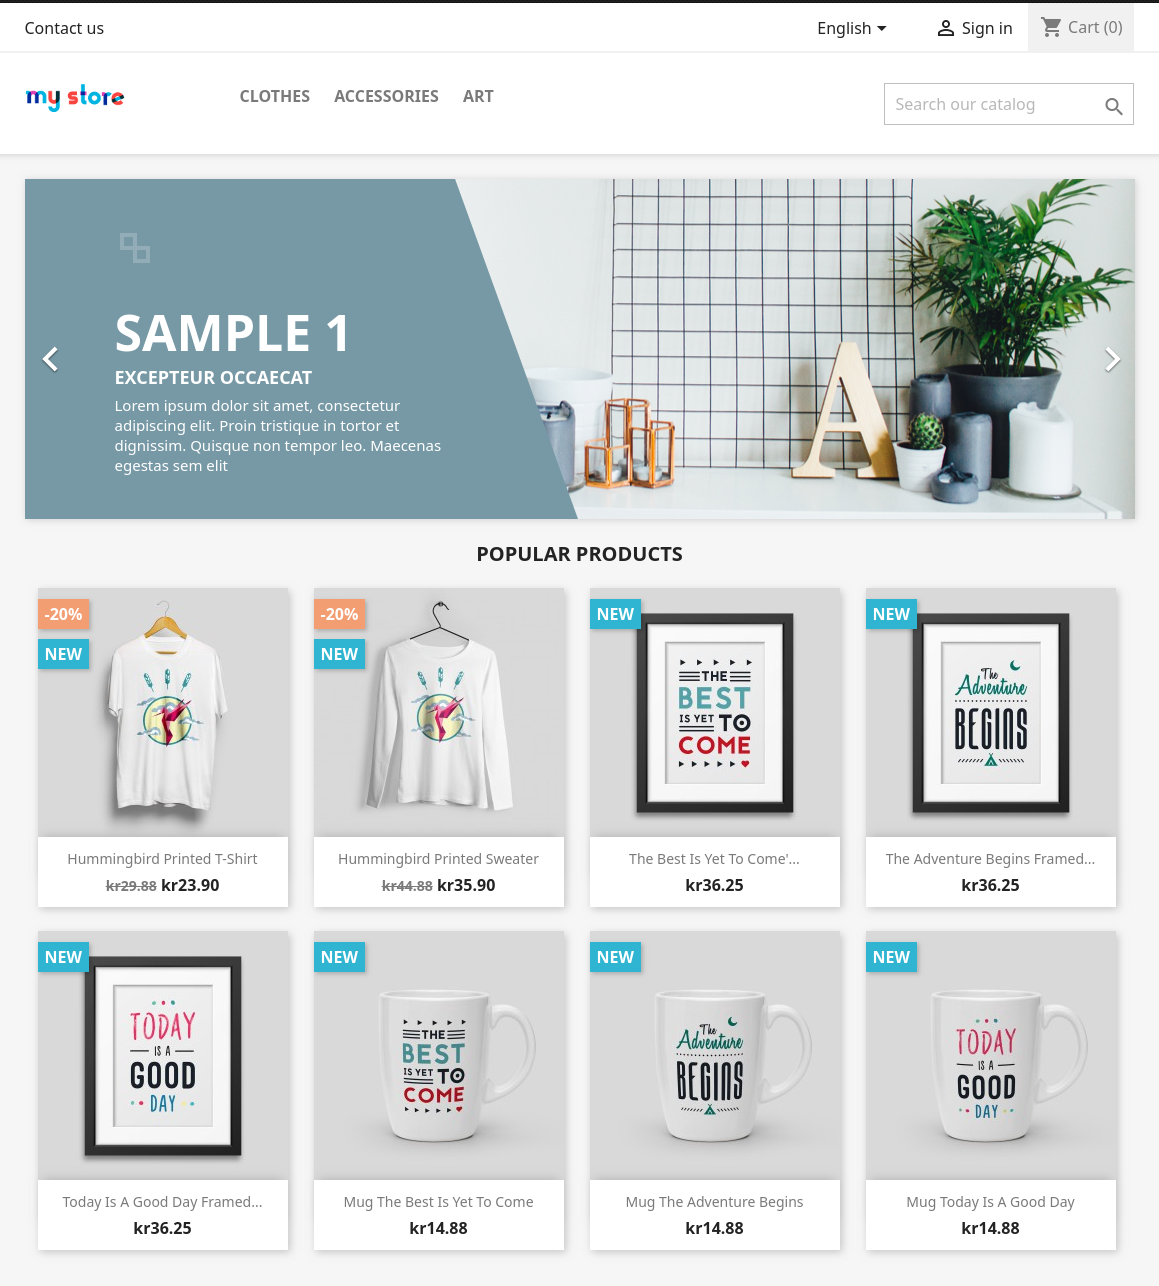 Contact us
English
Sign in
Cart (0)
my store
CLOTHES
ACCESSORIES
ART
Search our catalog
SAMPLE 1
EXCEPTEUR OCCAECAT
Lorem ipsum dolor sit amet, consectetur
adipiscing elit. Proin tristique in tortor et
dignissim. Quisque non tempor leo. Maecenas
egestas sem elit
A
POPULAR PRODUCTS
-20%
NEW
Hummingbird Printed T-Shirt
kr29.88 kr23.90
-20%
NEW
Hummingbird Printed Sweater
kr44.88 kr35.90
NEW
THE
BEST
IS YET TO
COME
The Best Is Yet To Come'...
kr36.25
NEW
The
Adventure
BEGINS
The Adventure Begins Framed...
kr36.25
NEW
TODAY
IS A
GOOD
DAY
Today Is A Good Day Framed...
kr36.25
NEW
THE
BEST
IS YET TO
COME
Mug The Best Is Yet To Come
kr14.88
NEW
The
Adventure
BEGINS
Mug The Adventure Begins
kr14.88
NEW
TODAY
IS A
GOOD
DAY
Mug Today Is A Good Day
kr14.88